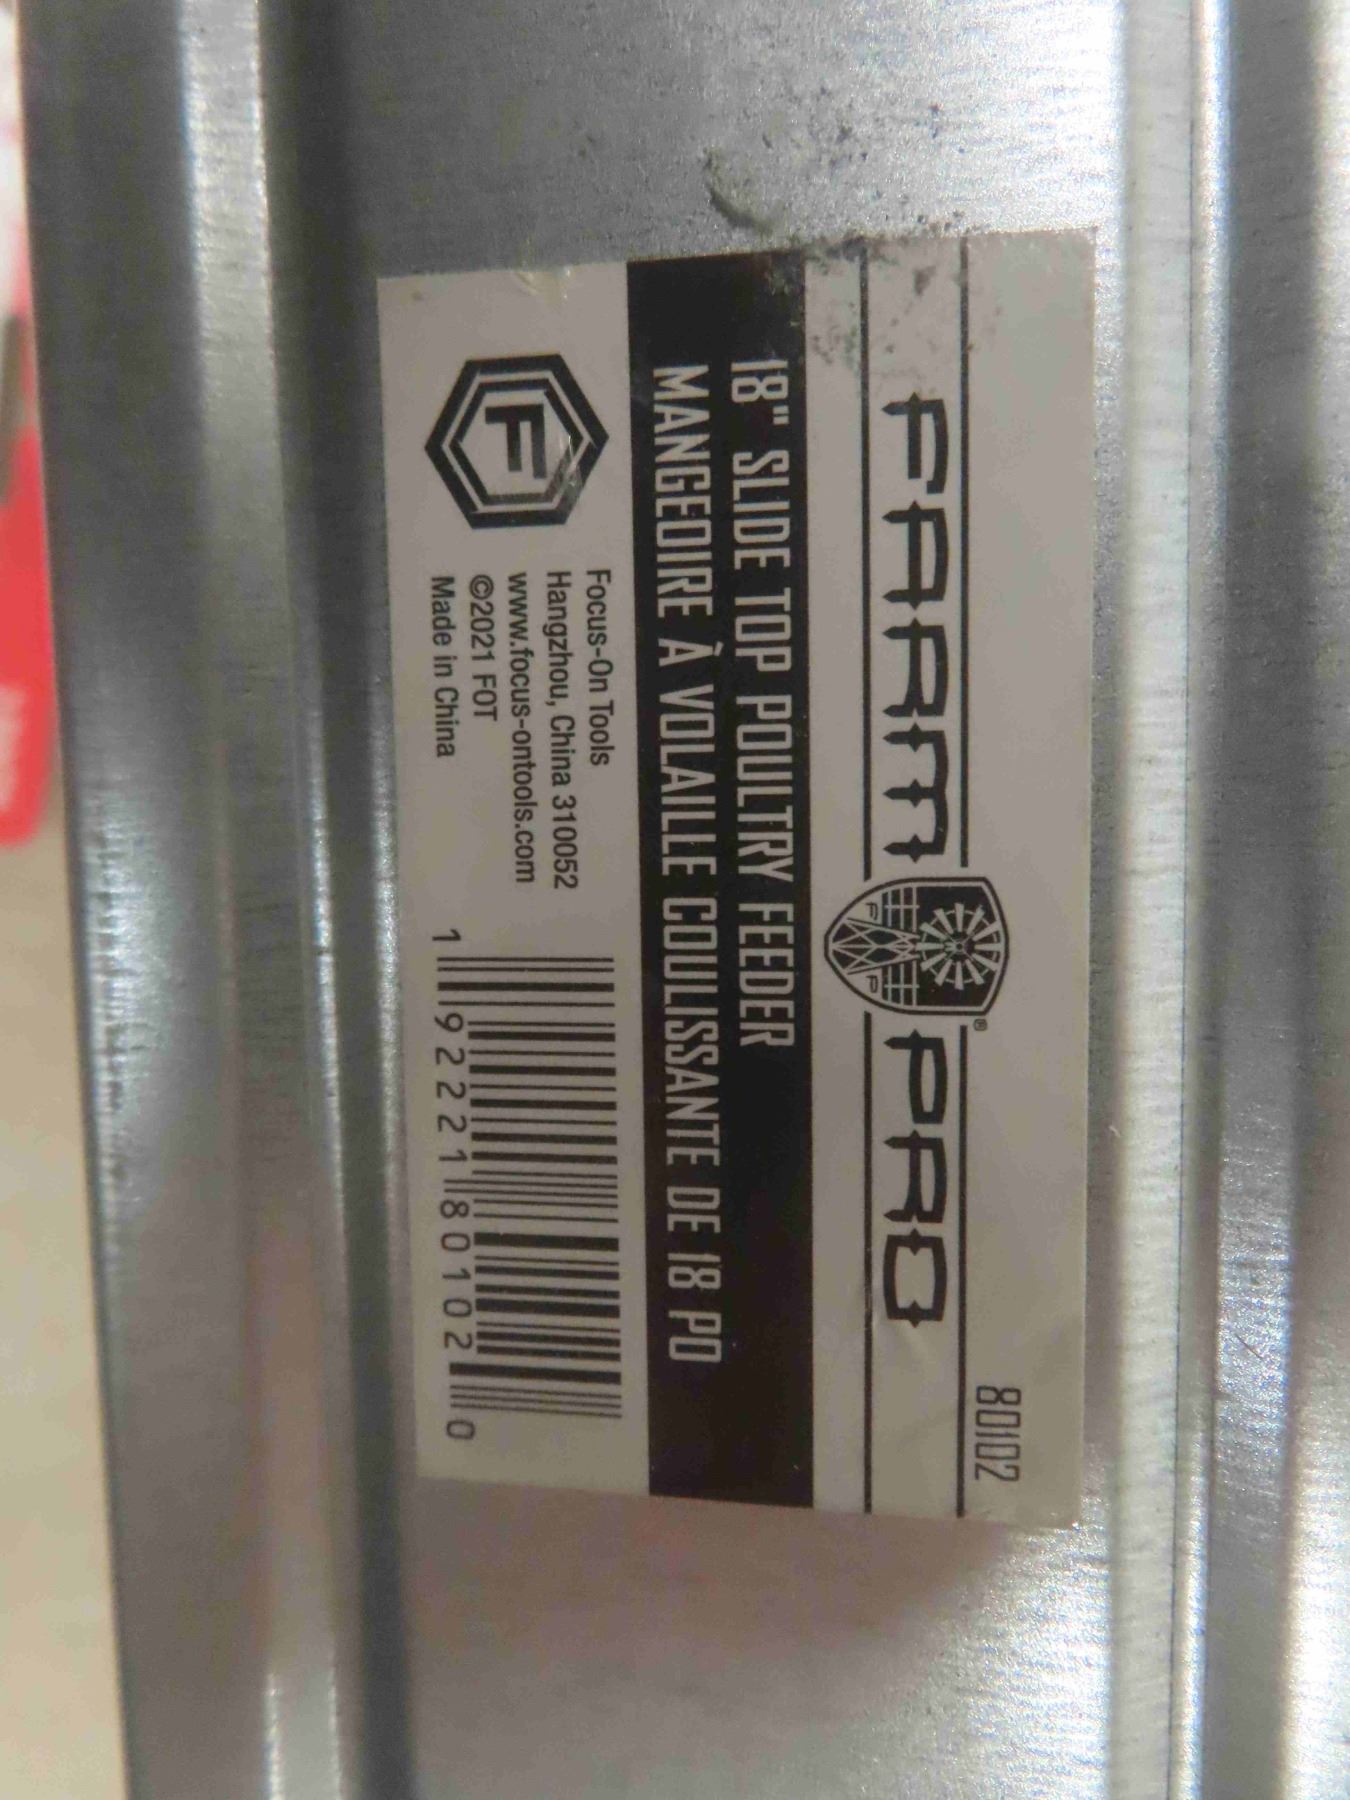 80102
FARM PRO
®
F P
18" SLIDE TOP POULTRY FEEDER
MANGEOIRE À VOLAILLE COULISSANTE DE 18 PO
F
Focus-On Tools
Hangzhou, China 310052
www.focus-ontools.com
©2021 FOT
Made in China
1 92221 80102 0